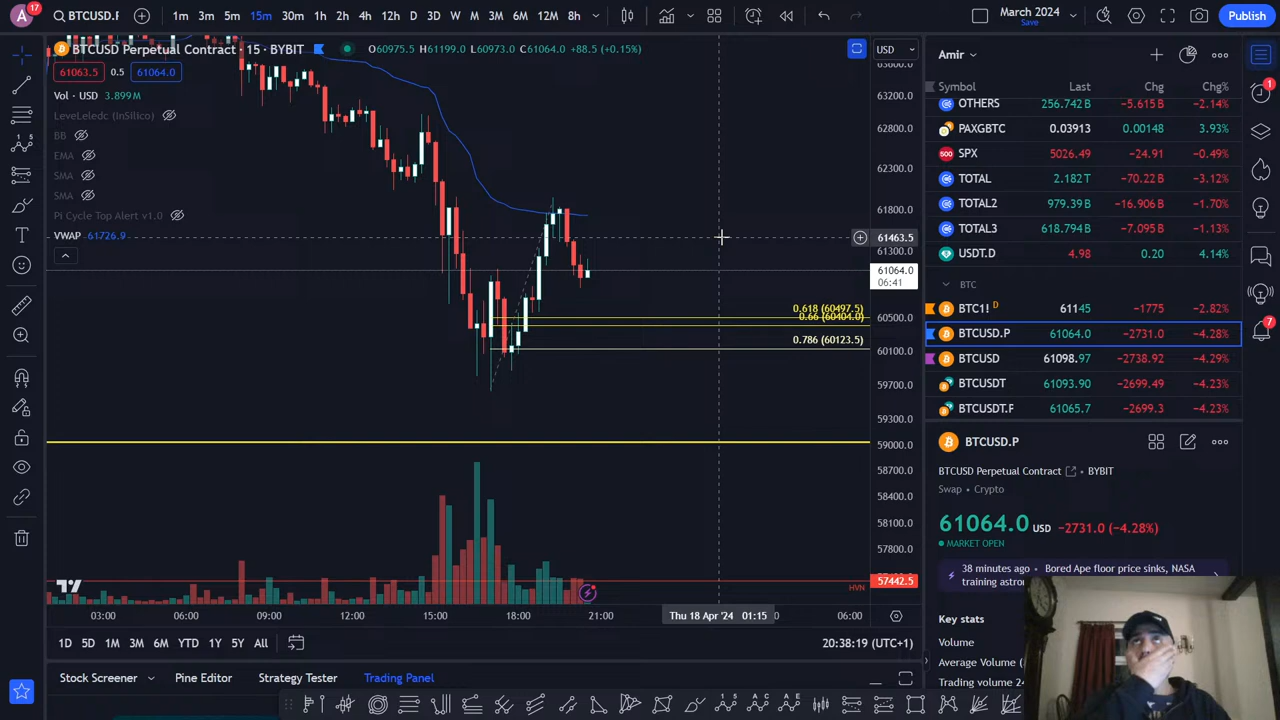 A 17 BTCUSD.P 1m 3m 5m 15m 30m 1h 2h 4h 12h D 3D W M 3M 6M 12M 8h March 2024 Save Publish
BTCUSD Perpetual Contract · 15 · BYBIT O60975.5 H61199.0 L60973.0 C61064.0 +88.5 (+0.15%)
61063.5 0.5 61064.0
Vol · USD 3.899M
LeveLeledc (InSilico)
BB
EMA
SMA
SMA
Pi Cycle Top Alert v1.0
VWAP 61726.9
0.618 (60497.5)
0.66 (60404.0)
0.786 (60123.5)
HVN
USD
63800.0
63200.0
62800.0
62300.0
61800.0
61463.5
61300.0
61064.0
06:41
60500.0
60100.0
59700.0
59300.0
59000.0
58700.0
58400.0
58100.0
57800.0
57442.5
03:00 06:00 09:00 12:00 15:00 18:00 21:00 Thu 18 Apr '24 01:15 06:00
1D 5D 1M 3M 6M YTD 1Y 5Y All 20:38:19 (UTC+1)
Stock Screener Pine Editor Strategy Tester Trading Panel
Amir
Symbol Last Chg Chg%
OTHERS 256.742 B −5.615 B −2.14%
PAXGBTC 0.03913 0.00148 3.93%
SPX 5026.49 −24.91 −0.49%
TOTAL 2.182 T −70.22 B −3.12%
TOTAL2 979.39 B −16.906 B −1.70%
TOTAL3 618.794 B −7.095 B −1.13%
USDT.D 4.98 0.20 4.14%
BTC
BTC1! D 61145 −1775 −2.82%
BTCUSD.P 61064.0 −2731.0 −4.28%
BTCUSD 61098.97 −2738.92 −4.29%
BTCUSDT 61093.90 −2699.49 −4.23%
BTCUSDT.P 61065.7 −2699.3 −4.23%
BTCUSD.P
BTCUSD Perpetual Contract · BYBIT
Swap • Crypto
61064.0 USD −2731.0 (−4.28%)
MARKET OPEN
38 minutes ago • Bored Ape floor price sinks, NASA
training astro
Key stats
Volume
Average Volume (
Trading volume 24
1
7